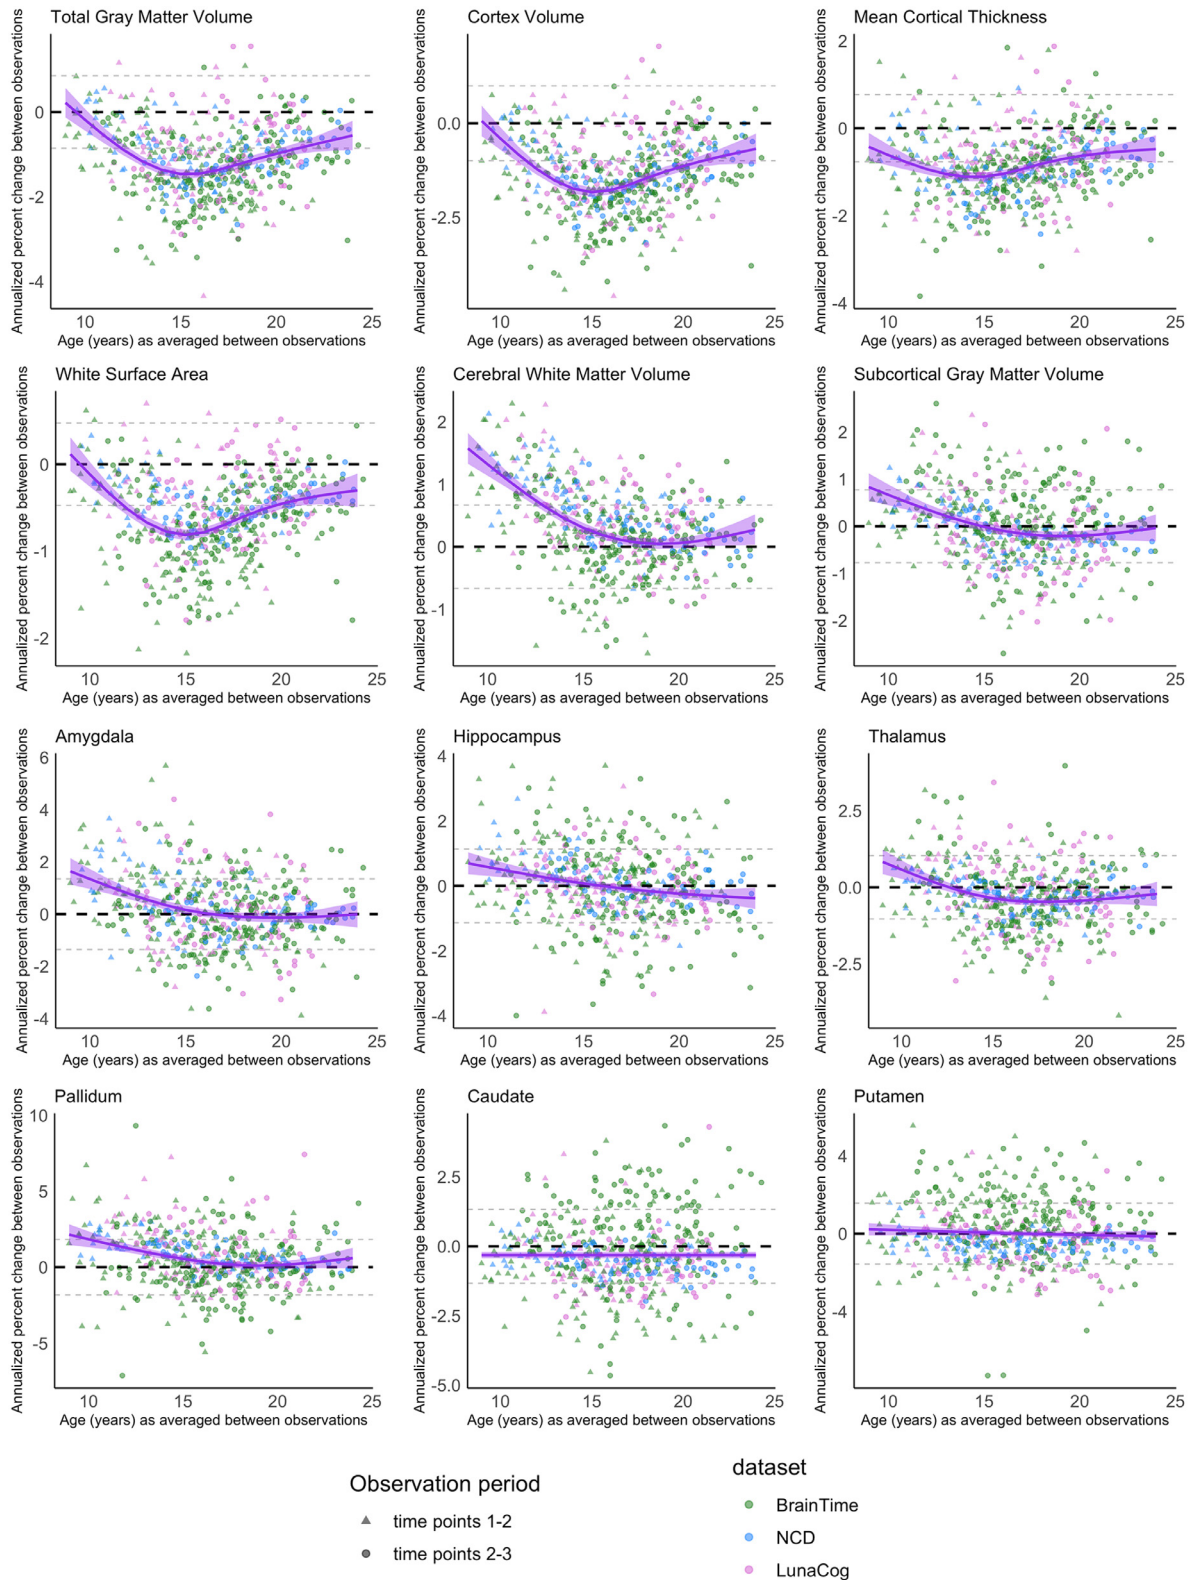 Total Gray Matter Volume
Annualized percent change between observations
0
-2
-4
10 15 20 25
Age (years) as averaged between observations
Cortex Volume
Annualized percent change between observations
0.0
-2.5
10 15 20 25
Age (years) as averaged between observations
Mean Cortical Thickness
Annualized percent change between observations
2
0
-2
-4
10 15 20 25
Age (years) as averaged between observations
White Surface Area
Annualized percent change between observations
0
-1
-2
10 15 20 25
Age (years) as averaged between observations
Cerebral White Matter Volume
Annualized percent change between observations
2
1
0
-1
10 15 20 25
Age (years) as averaged between observations
Subcortical Gray Matter Volume
Annualized percent change between observations
2
1
0
-1
-2
10 15 20 25
Age (years) as averaged between observations
Amygdala
Annualized percent change between observations
6
4
2
0
-2
-4
10 15 20 25
Age (years) as averaged between observations
Hippocampus
Annualized percent change between observations
4
2
0
-2
-4
10 15 20 25
Age (years) as averaged between observations
Thalamus
Annualized percent change between observations
2.5
0.0
-2.5
10 15 20 25
Age (years) as averaged between observations
Pallidum
Annualized percent change between observations
10
5
0
-5
10 15 20 25
Age (years) as averaged between observations
Caudate
Annualized percent change between observations
2.5
0.0
-2.5
-5.0
10 15 20 25
Age (years) as averaged between observations
Putamen
Annualized percent change between observations
4
0
-4
10 15 20 25
Age (years) as averaged between observations
Observation period
time points 1-2
time points 2-3
dataset
BrainTime
NCD
LunaCog